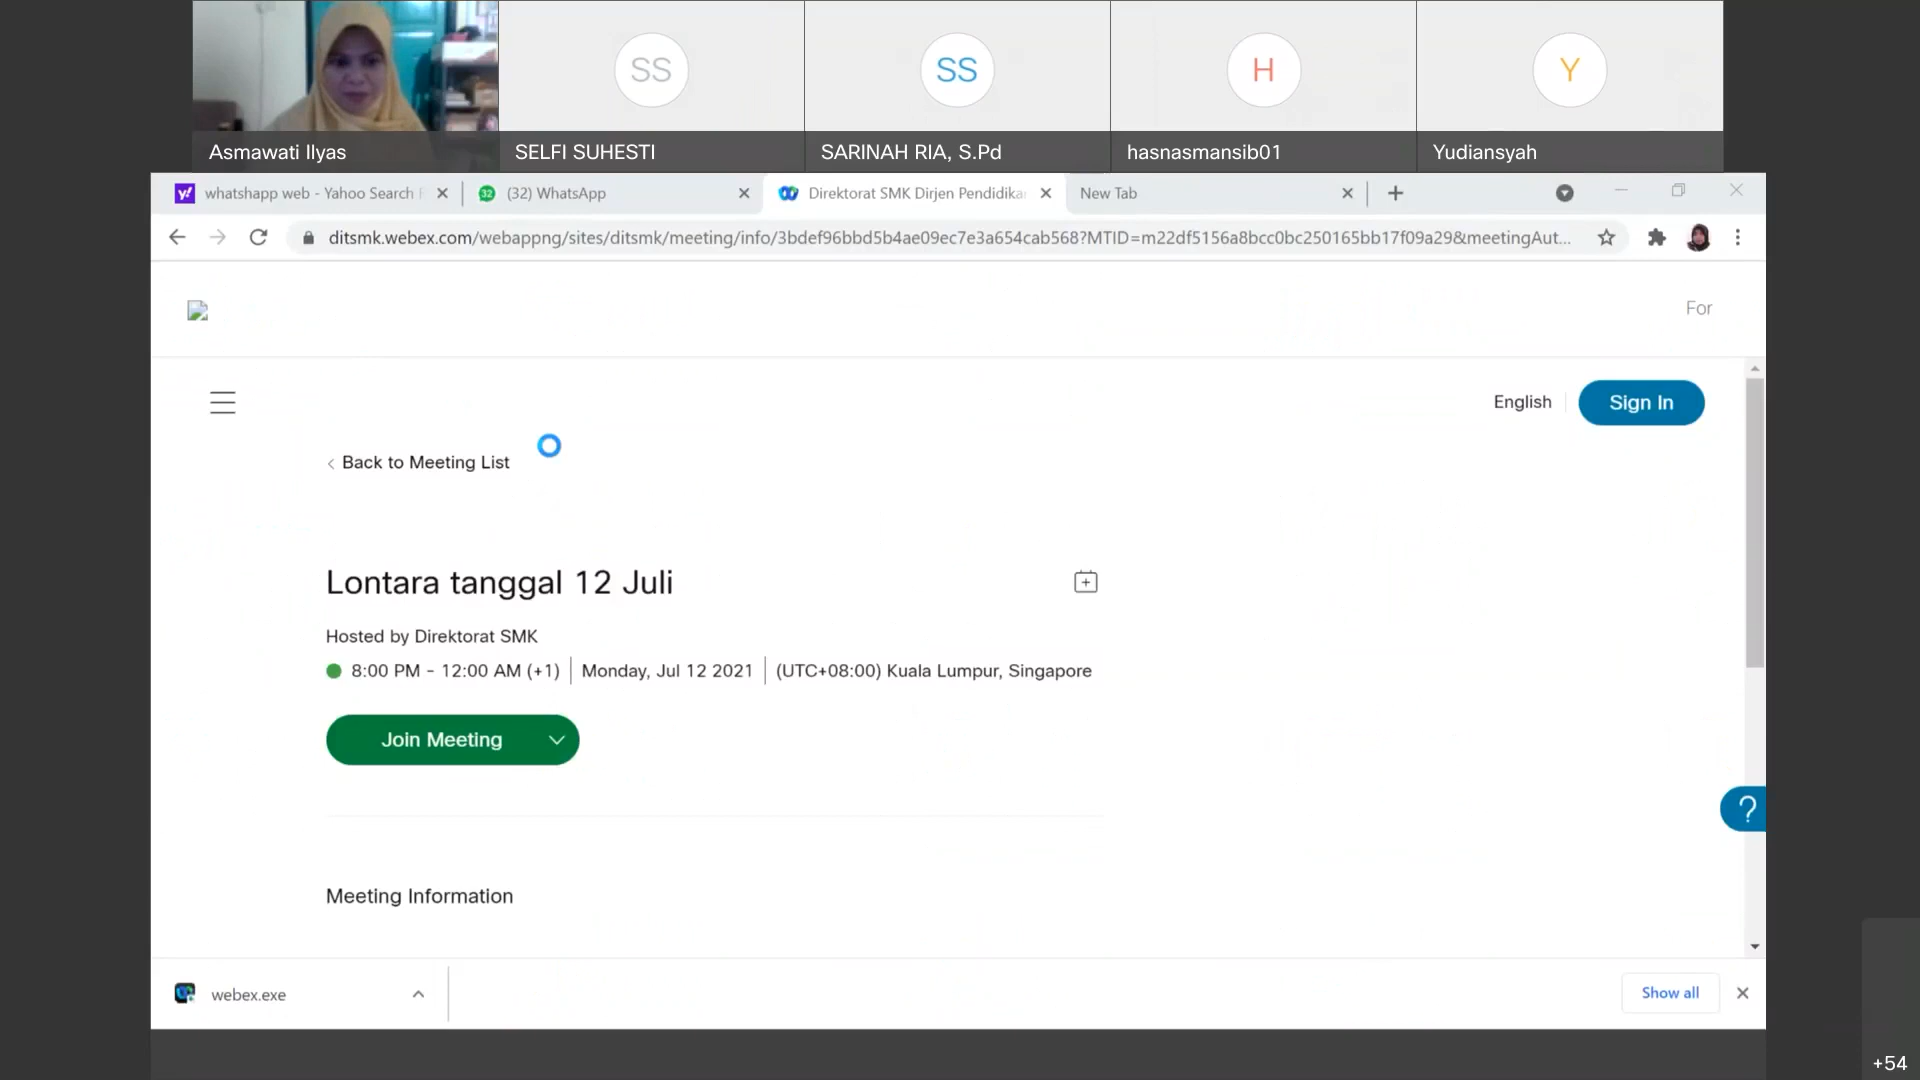 SS
SS
H
Y
Asmawati Ilyas
SELFI SUHESTI
SARINAH RIA, S.Pd
hasnasmansib01
Yudiansyah
whatshapp web - Yahoo Search
32
(32) WhatsApp
Direktorat SMK Dirjen Pendidika
New Tab
ditsmk.webex.com/webappng/sites/ditsmk/meeting/info/3bdef96bbd5b4ae09ec7e3a654cab568?MTID=m22df5156a8bcc0bc250165bb17f09a29&meetingAut...
For
English
Sign In
Back to Meeting List
Lontara tanggal 12 Juli
Hosted by Direktorat SMK
8:00 PM - 12:00 AM (+1) | Monday, Jul 12 2021 | (UTC+08:00) Kuala Lumpur, Singapore
Join Meeting
?
Meeting Information
webex.exe
Show all
+54